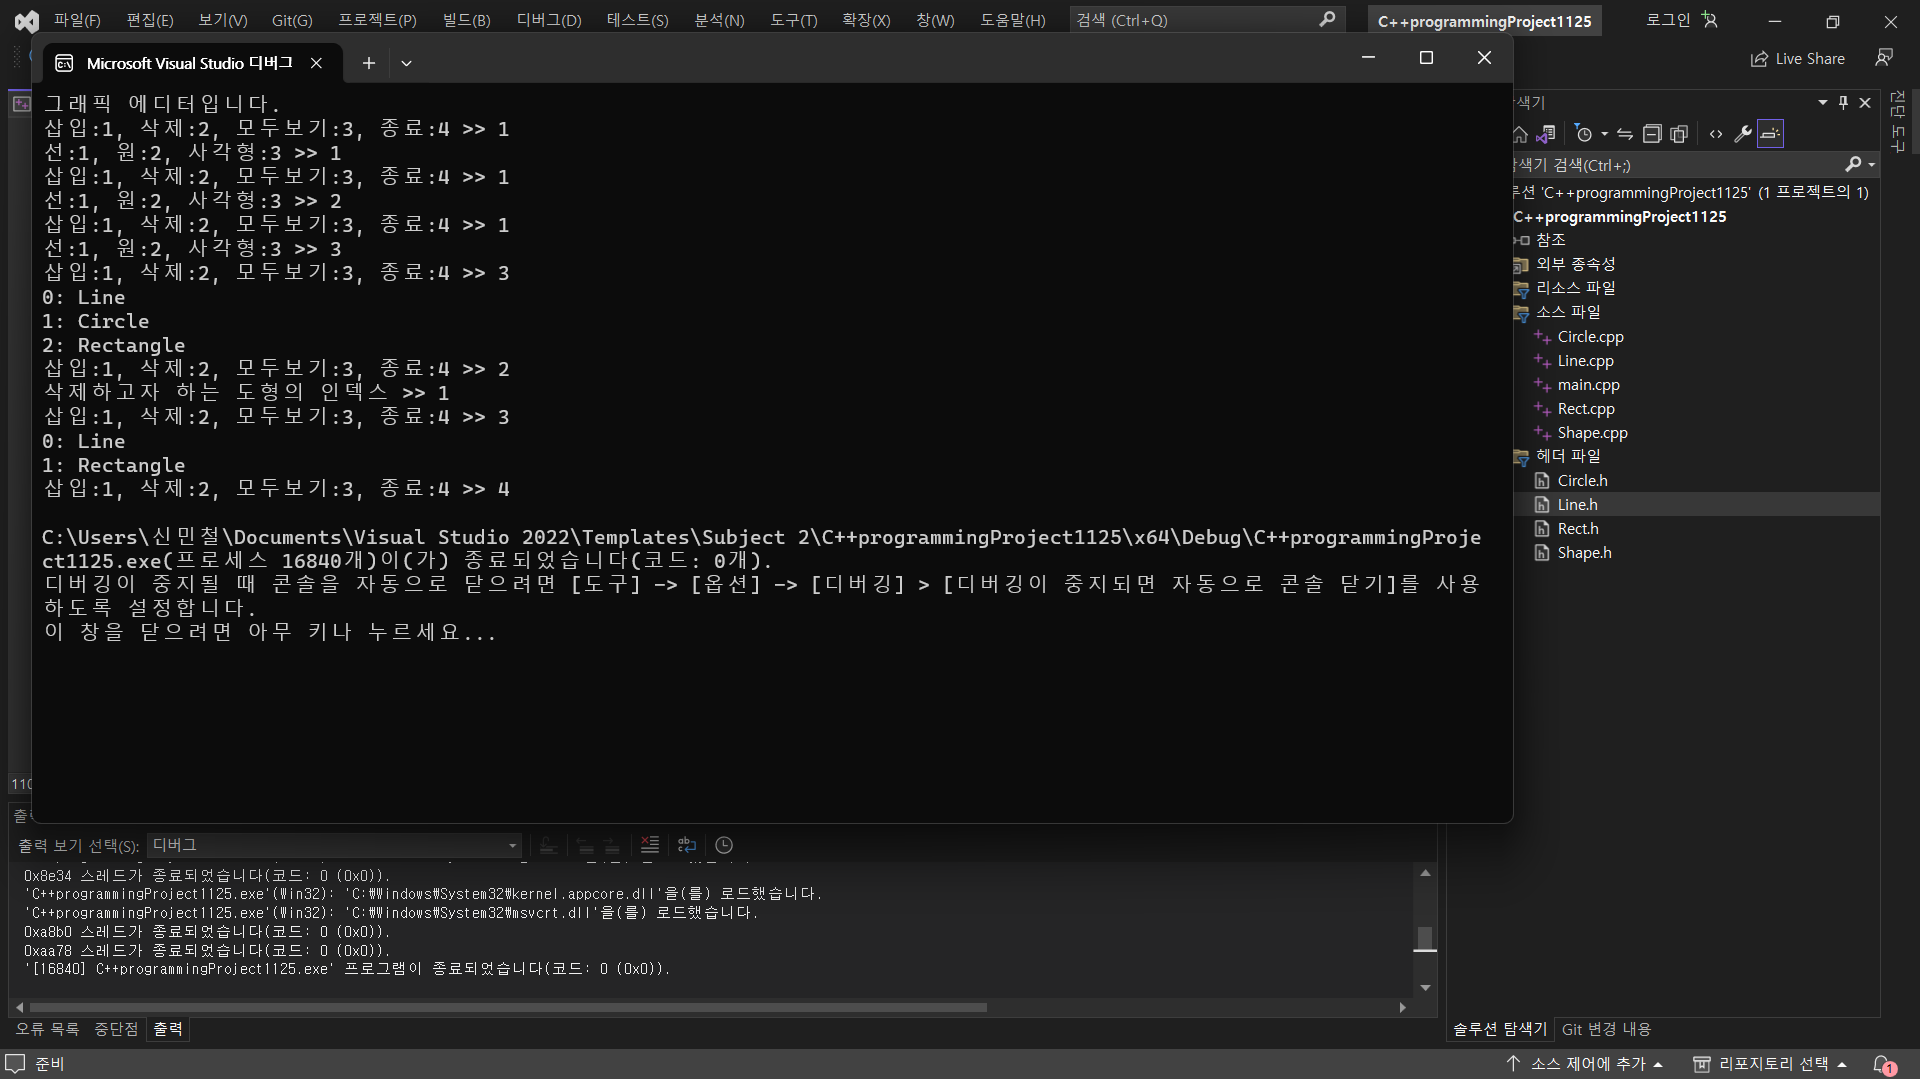 파일(F) 편집(E) 보기(V) Git(G) 프로젝트(P) 빌드(B) 디버그(D) 테스트(S) 분석(N) 도구(T) 확장(X) 창(W) 도움말(H) 검색 (Ctrl+Q) C++programmingProject1125 로그인
Live Share
Microsoft Visual Studio 디버그
그래픽 에디터입니다.
삽입:1, 삭제:2, 모두보기:3, 종료:4 >> 1
선:1, 원:2, 사각형:3 >> 1
삽입:1, 삭제:2, 모두보기:3, 종료:4 >> 1
선:1, 원:2, 사각형:3 >> 2
삽입:1, 삭제:2, 모두보기:3, 종료:4 >> 1
선:1, 원:2, 사각형:3 >> 3
삽입:1, 삭제:2, 모두보기:3, 종료:4 >> 3
0: Line
1: Circle
2: Rectangle
삽입:1, 삭제:2, 모두보기:3, 종료:4 >> 2
삭제하고자 하는 도형의 인덱스 >> 1
삽입:1, 삭제:2, 모두보기:3, 종료:4 >> 3
0: Line
1: Rectangle
삽입:1, 삭제:2, 모두보기:3, 종료:4 >> 4
C:\Users\신민철\Documents\Visual Studio 2022\Templates\Subject 2\C++programmingProject1125\x64\Debug\C++programmingProje
ct1125.exe(프로세스 16840개)이(가) 종료되었습니다(코드: 0개).
디버깅이 중지될 때 콘솔을 자동으로 닫으려면 [도구] -> [옵션] -> [디버깅] > [디버깅이 중지되면 자동으로 콘솔 닫기]를 사용
하도록 설정합니다.
이 창을 닫으려면 아무 키나 누르세요...
색기
색기 검색(Ctrl+;)
루션 'C++programmingProject1125' (1 프로젝트의 1)
C++programmingProject1125
참조
외부 종속성
리소스 파일
소스 파일
Circle.cpp
Line.cpp
main.cpp
Rect.cpp
Shape.cpp
헤더 파일
Circle.h
Line.h
Rect.h
Shape.h
진단 도구
110
출력 보기 선택(S): 디버그
0x8e34 스레드가 종료되었습니다(코드: 0 (0x0)).
'C++programmingProject1125.exe'(Win32): 'C:₩Windows₩System32₩kernel.appcore.dll'을(를) 로드했습니다.
'C++programmingProject1125.exe'(Win32): 'C:₩Windows₩System32₩msvcrt.dll'을(를) 로드했습니다.
0xa8b0 스레드가 종료되었습니다(코드: 0 (0x0)).
0xaa78 스레드가 종료되었습니다(코드: 0 (0x0)).
'[16840] C++programmingProject1125.exe' 프로그램이 종료되었습니다(코드: 0 (0x0)).
오류 목록 중단점 출력
솔루션 탐색기 Git 변경 내용
준비
소스 제어에 추가 리포지토리 선택 1